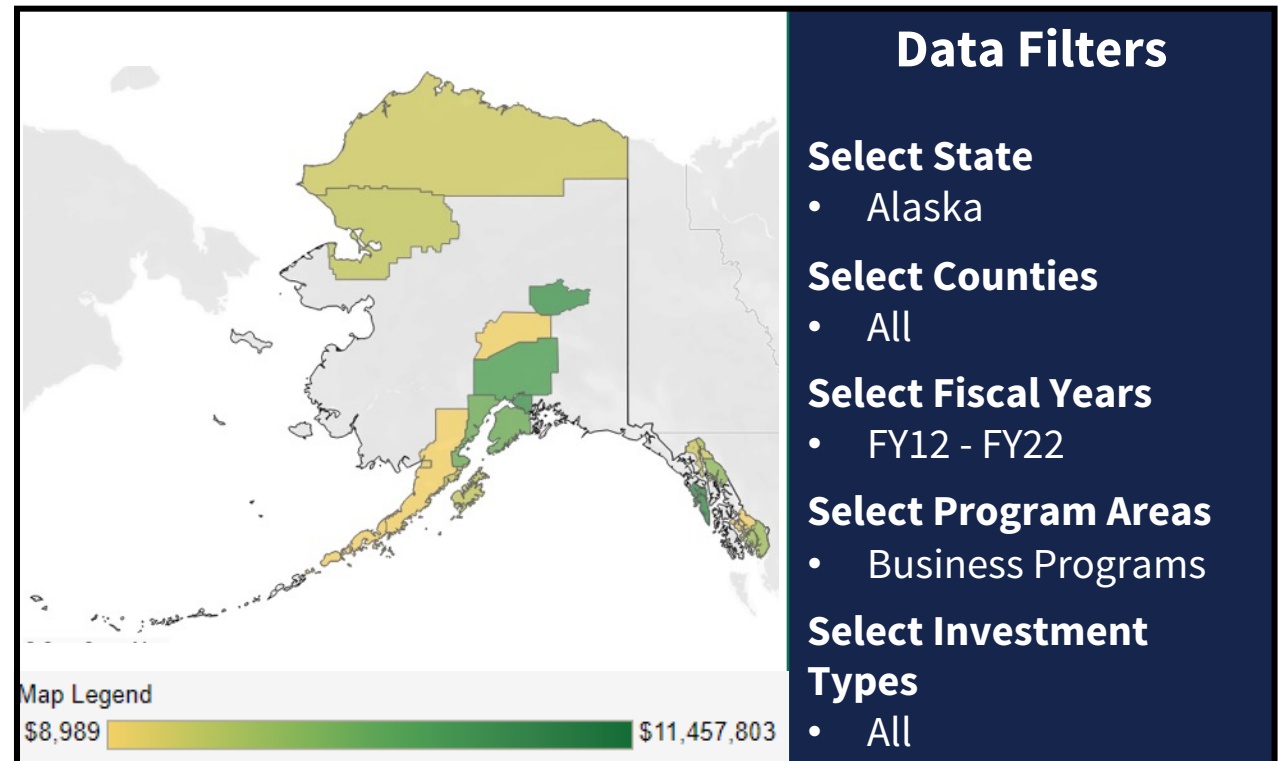 Data Filters
Select State
• Alaska
Select Counties
• All
Select Fiscal Years
• FY12 - FY22
Select Program Areas
• Business Programs
Select Investment
Types
• All
Map Legend
$8,989
$11,457,803